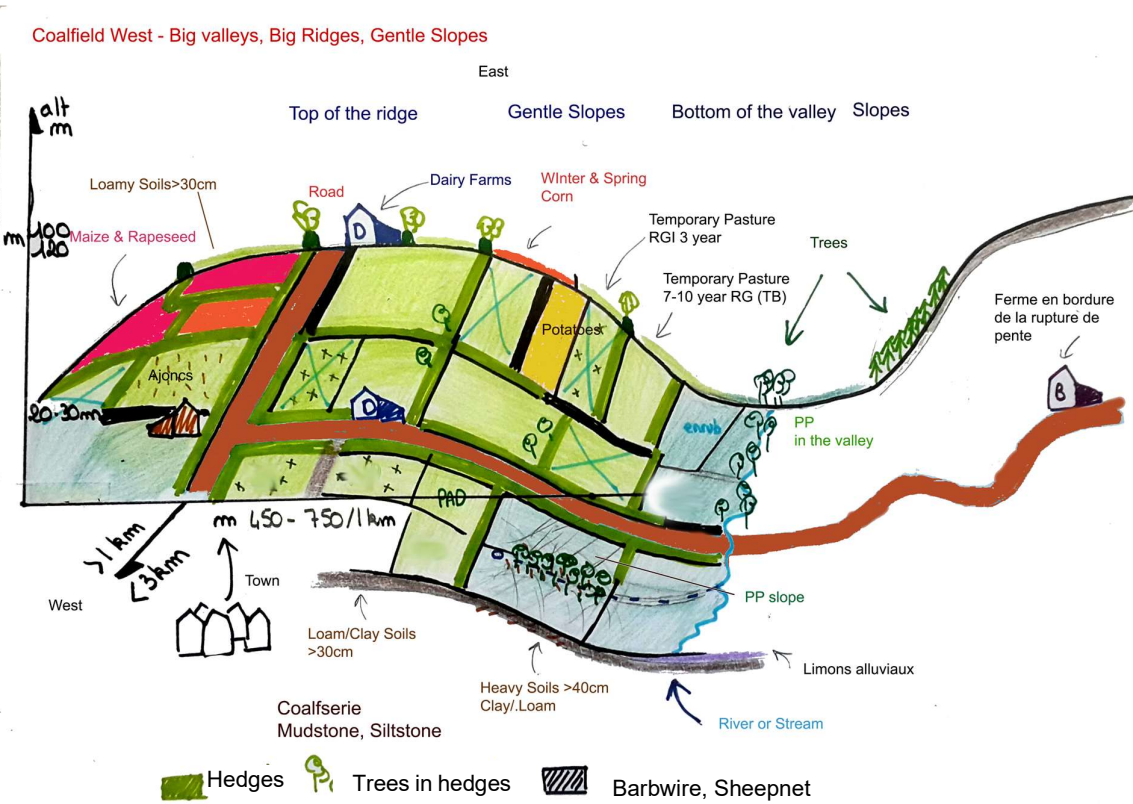 Coalfield West - Big valleys, Big Ridges, Gentle Slopes
East
alt
m
Top of the ridge
Gentle Slopes
Bottom of the valley
Slopes
Loamy Soils>30cm
Road
Dairy Farms
WInter & Spring
Corn
Temporary Pasture
RGI 3 year
Trees
m 100
120
Maize & Rapeseed
D
Temporary Pasture
7-10 year RG (TB)
Ferme en bordure
de la rupture de
pente
Potatoes
Ajoncs
B
20-30m
D
PP
in the valley
PAD
m 450 - 750/1km
>1km
<3km
Town
West
PP slope
Loam/Clay Soils
>30cm
Limons alluviaux
Heavy Soils >40cm
Clay/.Loam
Coalfserie
Mudstone, Siltstone
River or Stream
Hedges
Trees in hedges
Barbwire, Sheepnet